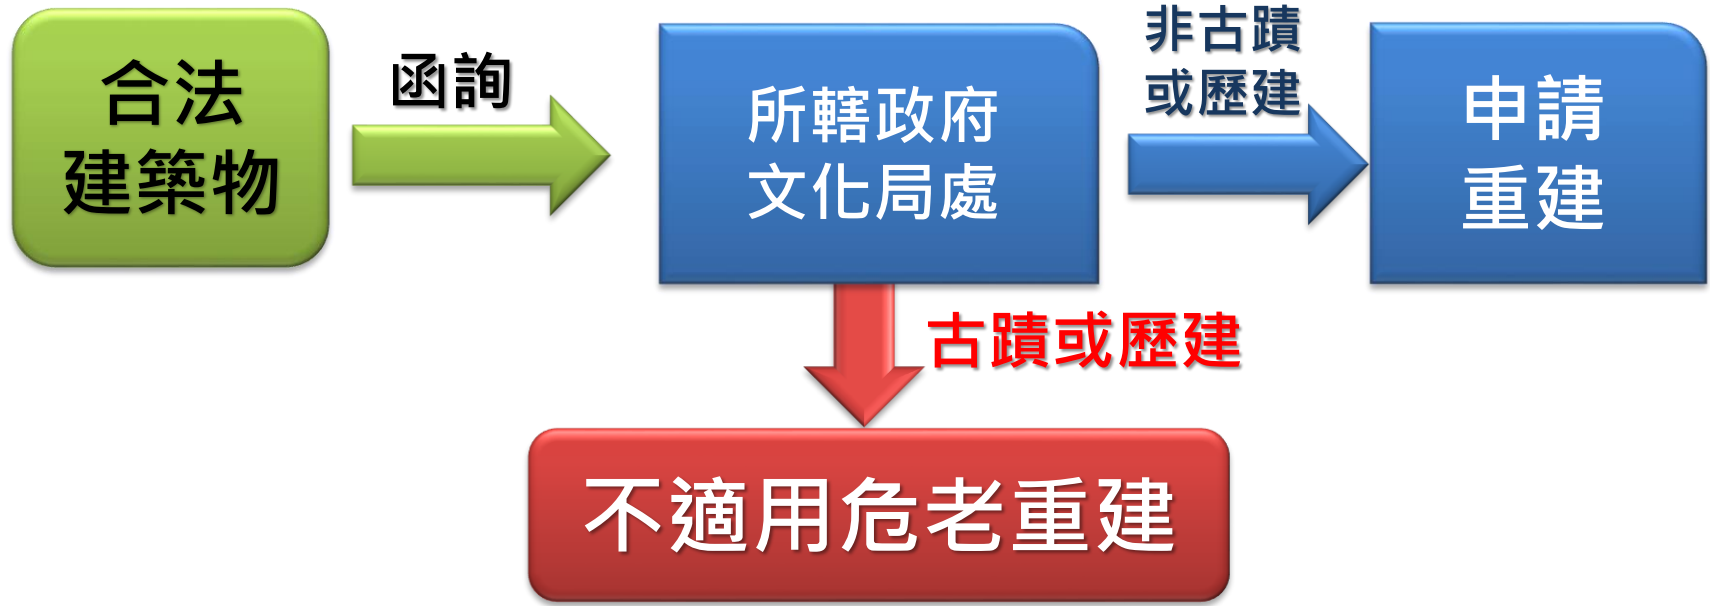 合法
建築物
函詢
所轄政府
文化局處
非古蹟
或歷建
申請
重建
古蹟或歷建
不適用危老重建